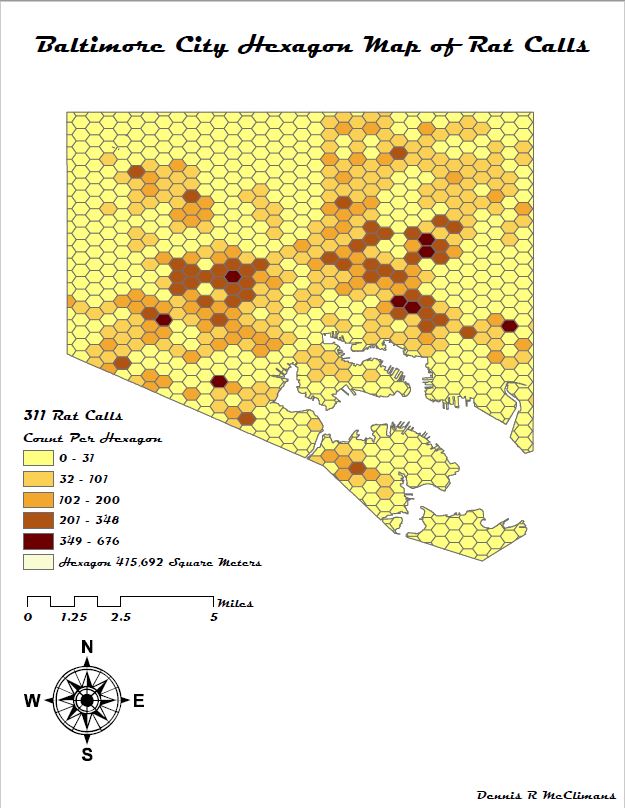 Baltimore City Hexagon Map of Rat Calls
311 Rat Calls
Count Per Hexagon
0 - 31
32 - 101
102 - 200
201 - 348
349 - 676
Hexagon 415,692 Square Meters
Miles
0 1.25 2.5 5
N
W E
S
Dennis R McClimans